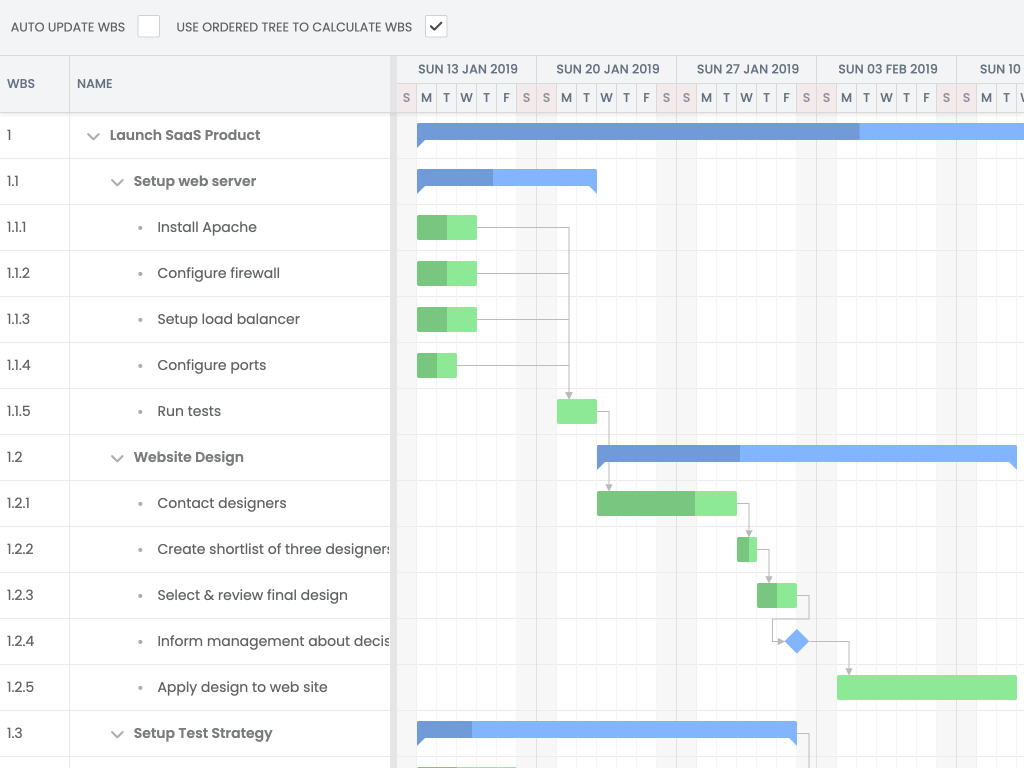 AUTO UPDATE WBS USE ORDERED TREE TO CALCULATE WBS
WBS NAME SUN 13 JAN 2019 SUN 20 JAN 2019 SUN 27 JAN 2019 SUN 03 FEB 2019 SUN 10
S M T W T F S S M T W T F S S M T W T F S S M T W T F S S M T
1 Launch SaaS Product
1.1 Setup web server
1.1.1 Install Apache
1.1.2 Configure firewall
1.1.3 Setup load balancer
1.1.4 Configure ports
1.1.5 Run tests
1.2 Website Design
1.2.1 Contact designers
1.2.2 Create shortlist of three designers
1.2.3 Select & review final design
1.2.4 Inform management about decis
1.2.5 Apply design to web site
1.3 Setup Test Strategy